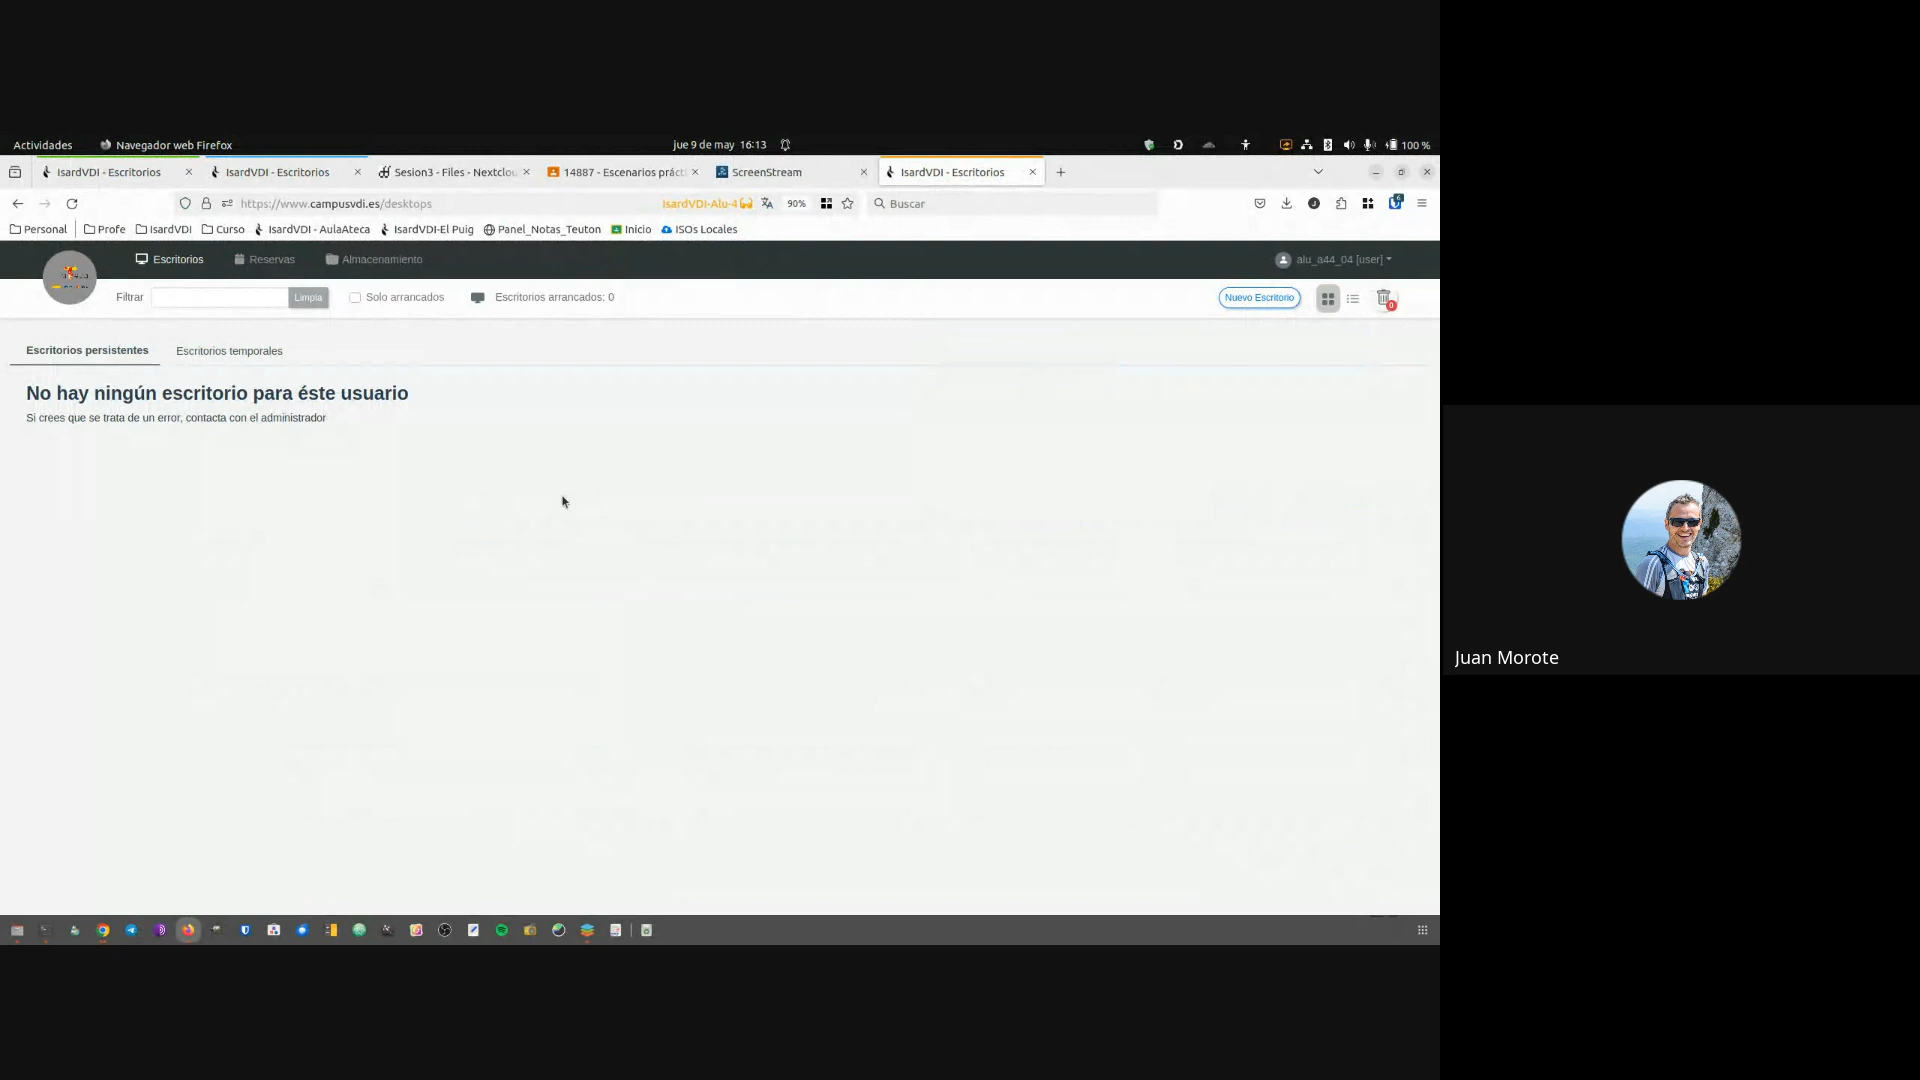 Actividades
Navegador web Firefox
jue 9 de may 16:13
100 %
IsardVDI - Escritorios
IsardVDI - Escritorios
Sesion3 - Files - Nextclou
14887 - Escenarios práct
ScreenStream
IsardVDI - Escritorios
https://www.campusvdi.es/desktops
IsardVDI-Alu-4
90%
Buscar
Personal
Profe
IsardVDI
Curso
IsardVDI - AulaAteca
IsardVDI-El Puig
Panel_Notas_Teuton
Inicio
ISOs Locales
Escritorios
Reservas
Almacenamiento
alu_a44_04 [user]
Filtrar
Limpia
Solo arrancados
Escritorios arrancados: 0
Nuevo Escritorio
0
Escritorios persistentes
Escritorios temporales
No hay ningún escritorio para éste usuario
Si crees que se trata de un error, contacta con el administrador
Juan Morote